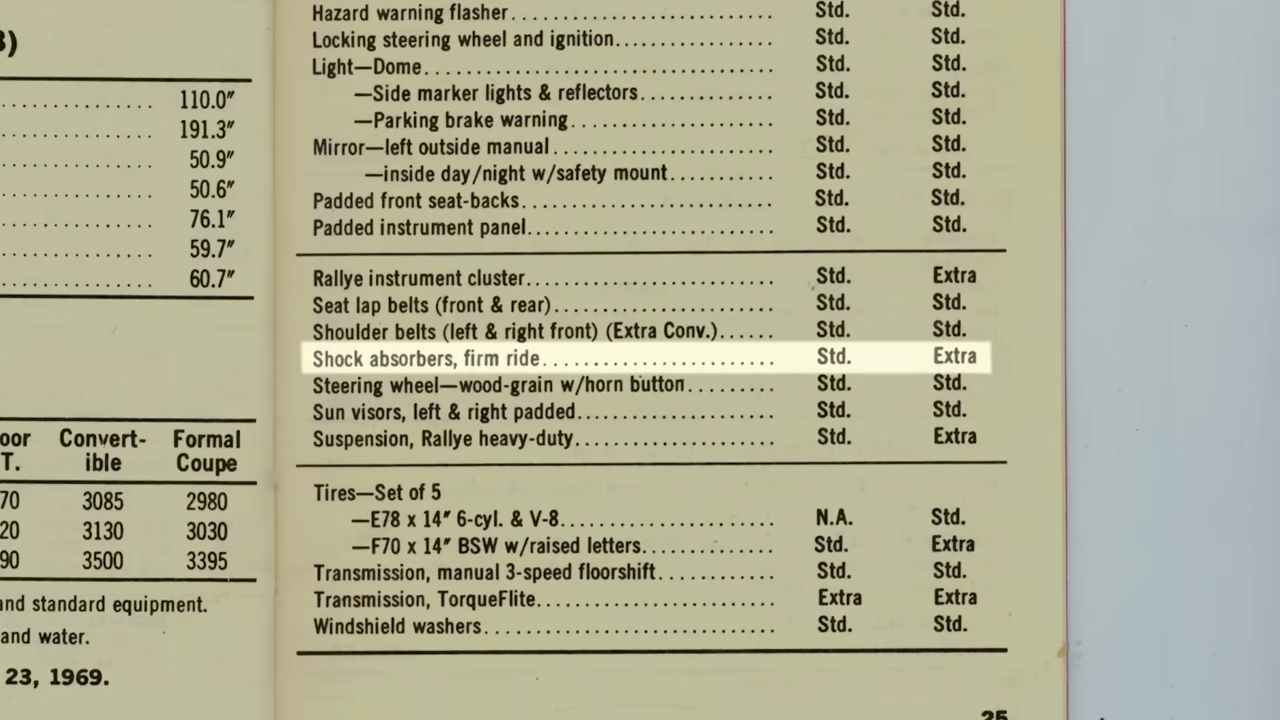 3)
110.0″
191.3″
50.9″
50.6″
76.1″
59.7″
60.7″
oor Convert- Formal
T. ible Coupe
70 3085 2980
20 3130 3030
90 3500 3395
and standard equipment.
and water.
23, 1969.
Hazard warning flasher Std. Std.
Locking steering wheel and ignition Std. Std.
Light—Dome Std. Std.
—Side marker lights & reflectors Std. Std.
—Parking brake warning Std. Std.
Mirror—left outside manual Std. Std.
—inside day/night w/safety mount Std. Std.
Padded front seat-backs Std. Std.
Padded instrument panel Std. Std.
Rallye instrument cluster Std. Extra
Seat lap belts (front & rear) Std. Std.
Shoulder belts (left & right front) (Extra Conv.) Std. Std.
Shock absorbers, firm ride Std. Extra
Steering wheel—wood-grain w/horn button Std. Std.
Sun visors, left & right padded Std. Std.
Suspension, Rallye heavy-duty Std. Extra
Tires—Set of 5
—E78 x 14″ 6-cyl. & V-8 N.A. Std.
—F70 x 14″ BSW w/raised letters Std. Extra
Transmission, manual 3-speed floorshift Std. Std.
Transmission, TorqueFlite Extra Extra
Windshield washers Std. Std.
25